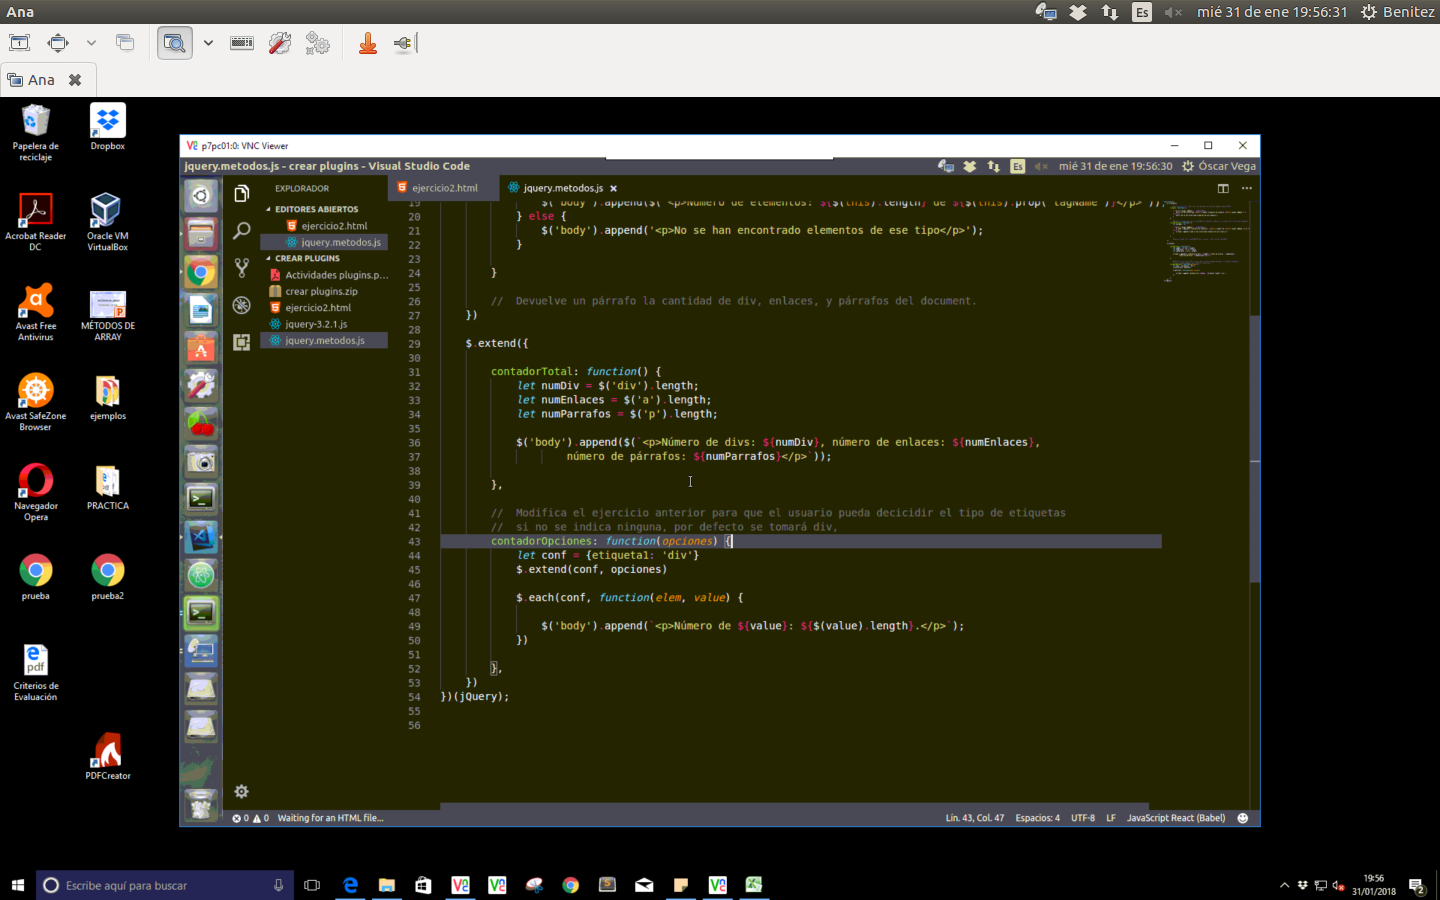 Ana
Es
mié 31 de ene 19:56:31
Benitez
Ana
Papelera de reciclaje
Dropbox
Acrobat Reader DC
Oracle VM VirtualBox
Avast Free Antivirus
MÉTODOS DE ARRAY
Avast SafeZone Browser
ejemplos
Navegador Opera
PRACTICA
prueba
prueba2
Criterios de Evaluación
PDFCreator
p7pc01:0: VNC Viewer
jquery.metodos.js - crear plugins - Visual Studio Code
Es
mié 31 de ene 19:56:30
Óscar Vega
EXPLORADOR
EDITORES ABIERTOS
ejercicio2.html
jquery.metodos.js
CREAR PLUGINS
Actividades plugins.p...
crear plugins.zip
ejercicio2.html
jquery-3.2.1.js
jquery.metodos.js
ejercicio2.html
jquery.metodos.js
19 $('body').append($(`<p>Número de elementos: ${$(this).length} de ${$(this).prop('tagName')}</p>`));
20 } else {
21 $('body').append('<p>No se han encontrado elementos de ese tipo</p>');
22 }
23
24 }
25
26 // Devuelve un párrafo la cantidad de div, enlaces, y párrafos del document.
27 })
28
29 $.extend({
30
31 contadorTotal: function() {
32 let numDiv = $('div').length;
33 let numEnlaces = $('a').length;
34 let numParrafos = $('p').length;
35
36 $('body').append($(`<p>Número de divs: ${numDiv}, número de enlaces: ${numEnlaces},
37 número de párrafos: ${numParrafos}</p>`));
38
39 },
40
41 // Modifica el ejercicio anterior para que el usuario pueda decicidir el tipo de etiquetas
42 // si no se indica ninguna, por defecto se tomará div,
43 contadorOpciones: function(opciones) {
44 let conf = {etiqueta1: 'div'}
45 $.extend(conf, opciones)
46
47 $.each(conf, function(elem, value) {
48
49 $('body').append(`<p>Número de ${value}: ${$(value).length}.</p>`);
50 })
51
52 },
53 })
54 })(jQuery);
55
56
0 0 Waiting for an HTML file...
Lin. 43, Col. 47
Espacios: 4
UTF-8
LF
JavaScript React (Babel)
Escribe aquí para buscar
19:56
31/01/2018
2